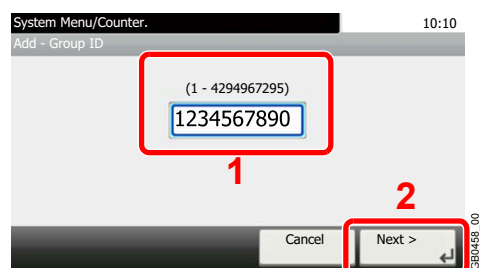 System Menu/Counter.
10:10
Add - Group ID
(1 - 4294967295)
1234567890
1
2
Cancel
Next >
GB0458_00